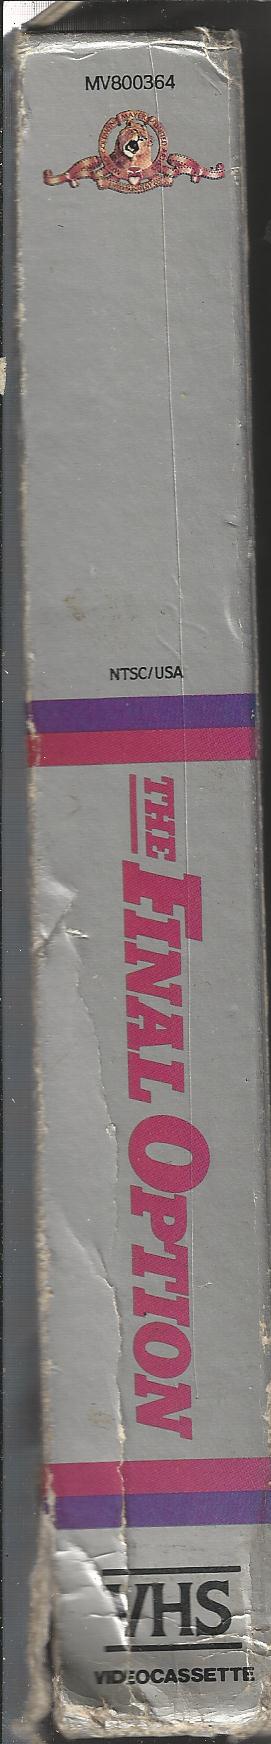 MV800364
NTSC/USA
THE FINAL OPTION
VHS
VIDEOCASSETTE